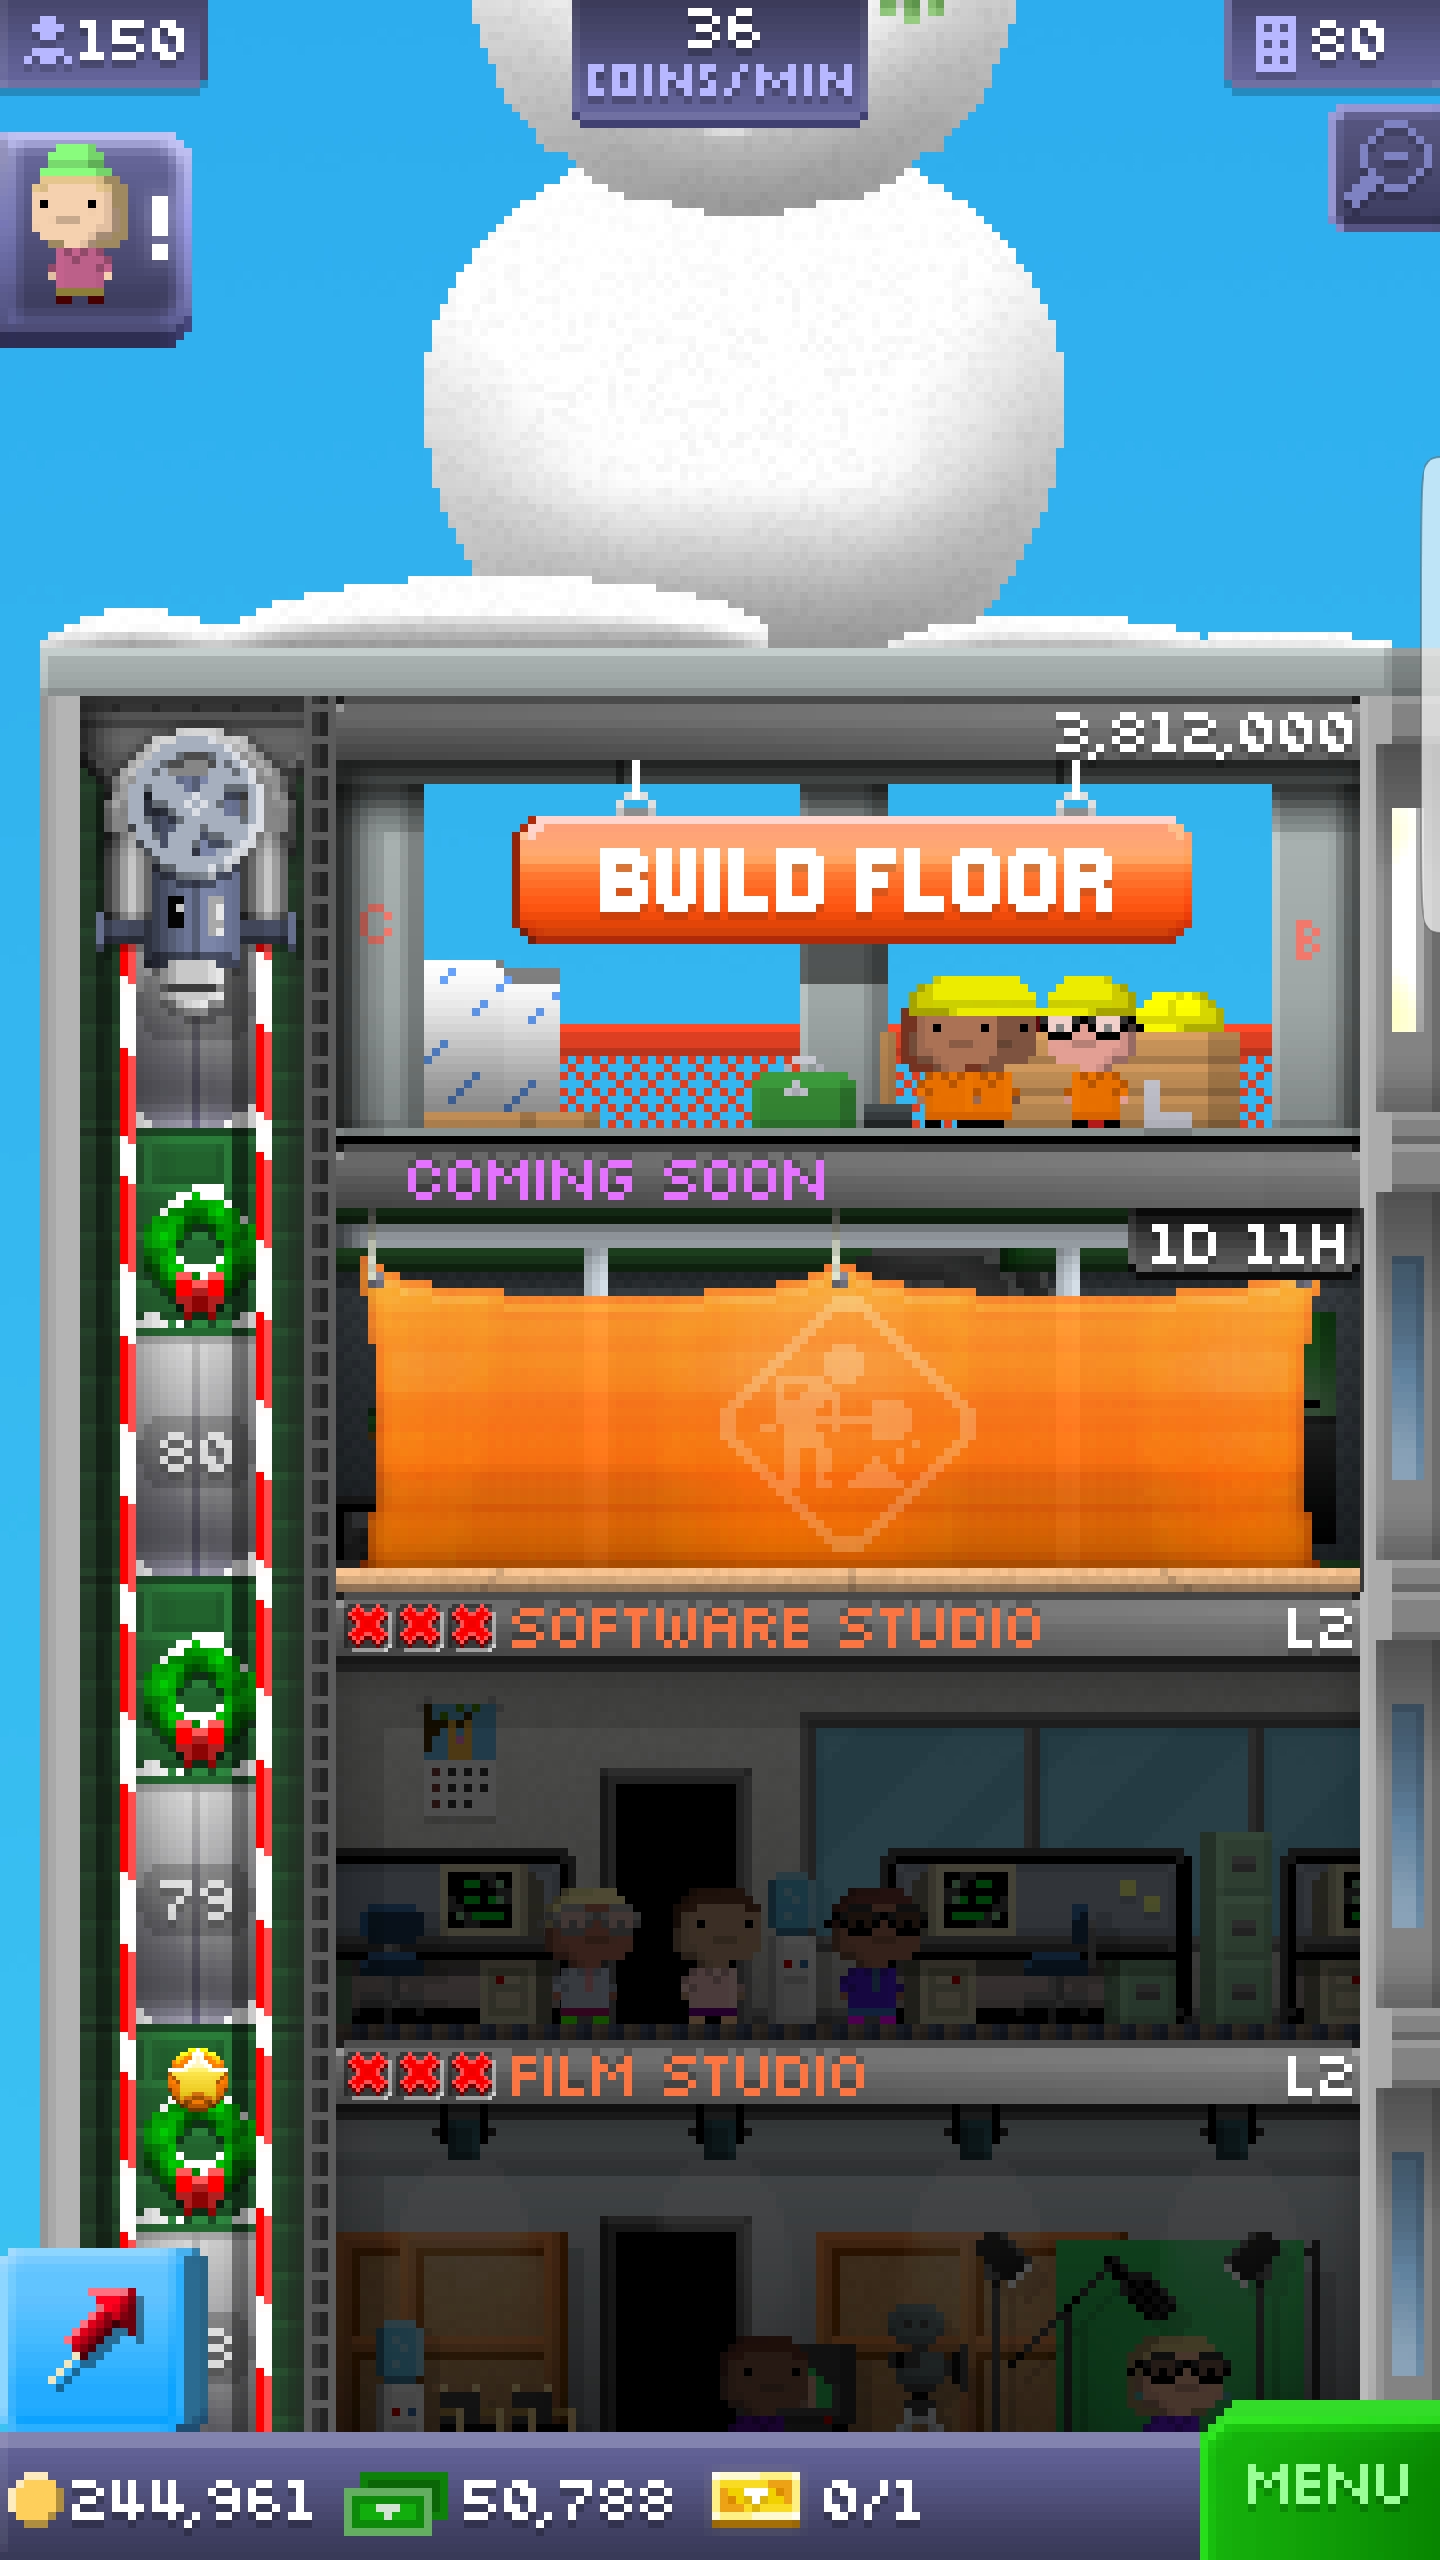 150
36
COINS/MIN
80
!
3,812,000
BUILD FLOOR
C
B
COMING SOON
1D 11H
80
SOFTWARE STUDIO
L2
79
FILM STUDIO
L2
244,961
50,788
0/1
MENU